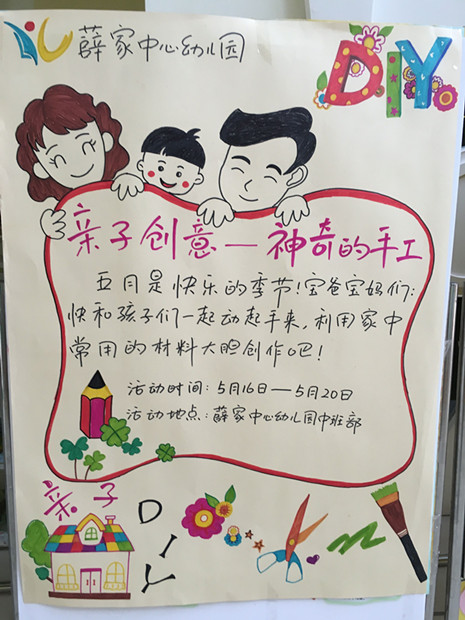 薛家中心幼儿园
DIY
亲子创意—神奇的手工
五月是快乐的季节!宝爸宝妈们:
快和孩子们一起动起手来,利用家中
常用的材料大胆创作吧!
活动时间:5月16日—5月20日
活动地点:薛家中心幼儿园中班部
亲子
DIY